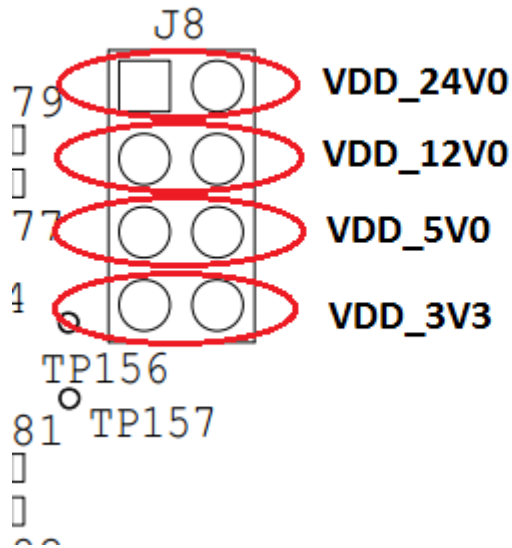 J8
79
VDD_24V0
VDD_12V0
77
VDD_5V0
4
VDD_3V3
TP156
TP157
81